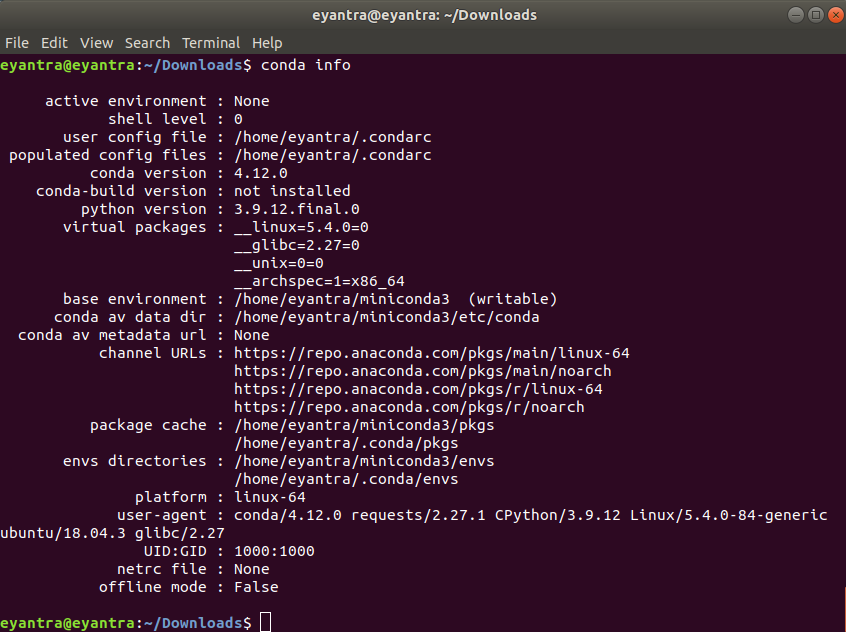 eyantra@eyantra: ~/Downloads
File Edit View Search Terminal Help
eyantra@eyantra:~/Downloads$ conda info
active environment : None
shell level : 0
user config file : /home/eyantra/.condarc
populated config files : /home/eyantra/.condarc
conda version : 4.12.0
conda-build version : not installed
python version : 3.9.12.final.0
virtual packages : __linux=5.4.0=0
__glibc=2.27=0
__unix=0=0
__archspec=1=x86_64
base environment : /home/eyantra/miniconda3  (writable)
conda av data dir : /home/eyantra/miniconda3/etc/conda
conda av metadata url : None
channel URLs : https://repo.anaconda.com/pkgs/main/linux-64
https://repo.anaconda.com/pkgs/main/noarch
https://repo.anaconda.com/pkgs/r/linux-64
https://repo.anaconda.com/pkgs/r/noarch
package cache : /home/eyantra/miniconda3/pkgs
/home/eyantra/.conda/pkgs
envs directories : /home/eyantra/miniconda3/envs
/home/eyantra/.conda/envs
platform : linux-64
user-agent : conda/4.12.0 requests/2.27.1 CPython/3.9.12 Linux/5.4.0-84-generic
ubuntu/18.04.3 glibc/2.27
UID:GID : 1000:1000
netrc file : None
offline mode : False
eyantra@eyantra:~/Downloads$